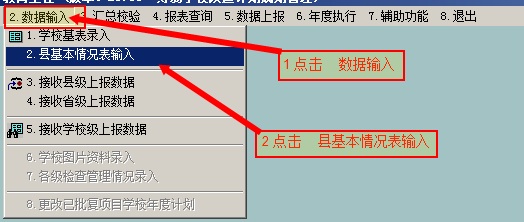 2.数据输入 3.汇总校验 4.报表查询 5.数据上报 6.年度执行 7.辅助功能 8.退出
1.学校基表录入
2.县基本情况表输入
1点击 数据输入
3.接收县级上报数据
4.接收省级上报数据
5.接收学校级上报数据
2点击 县基本情况表输入
6.学校图片资料录入
7.各级检查管理情况录入
8.更改已批复项目学校年度计划